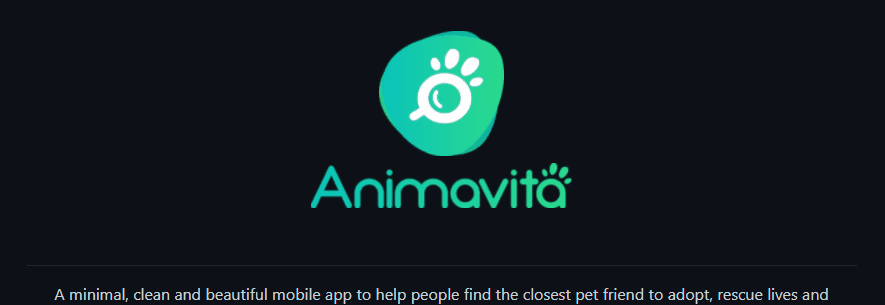 Animavita
A minimal, clean and beautiful mobile app to help people find the closest pet friend to adopt, rescue lives and